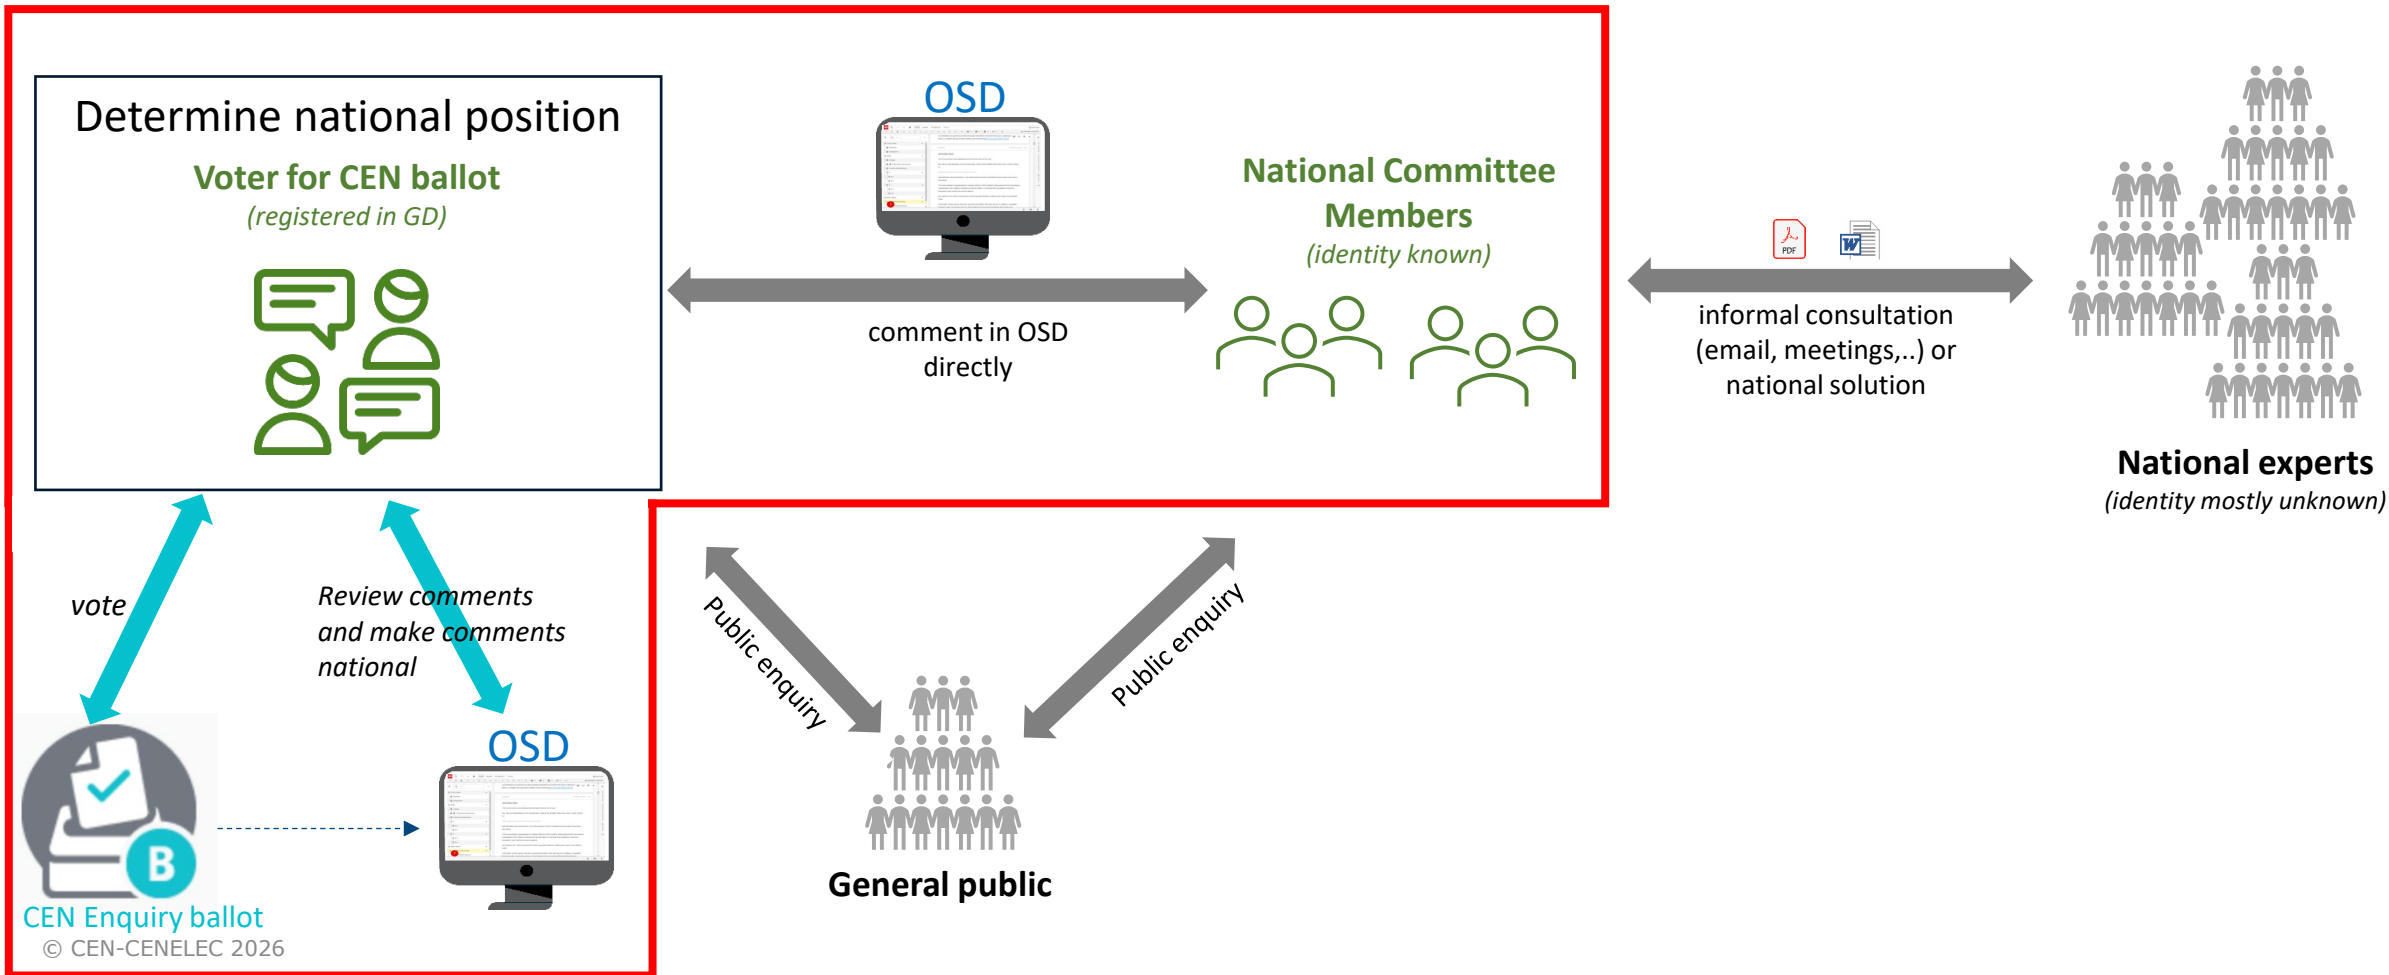 Determine national position
Voter for CEN ballot
(registered in GD)
OSD
comment in OSD
directly
National Committee
Members
(identity known)
PDF
W
informal consultation
(email, meetings,..) or
national solution
National experts
(identity mostly unknown)
vote
Review comments
and make comments
national
OSD
B
CEN Enquiry ballot
© CEN-CENELEC 2026
Public enquiry
Public enquiry
General public